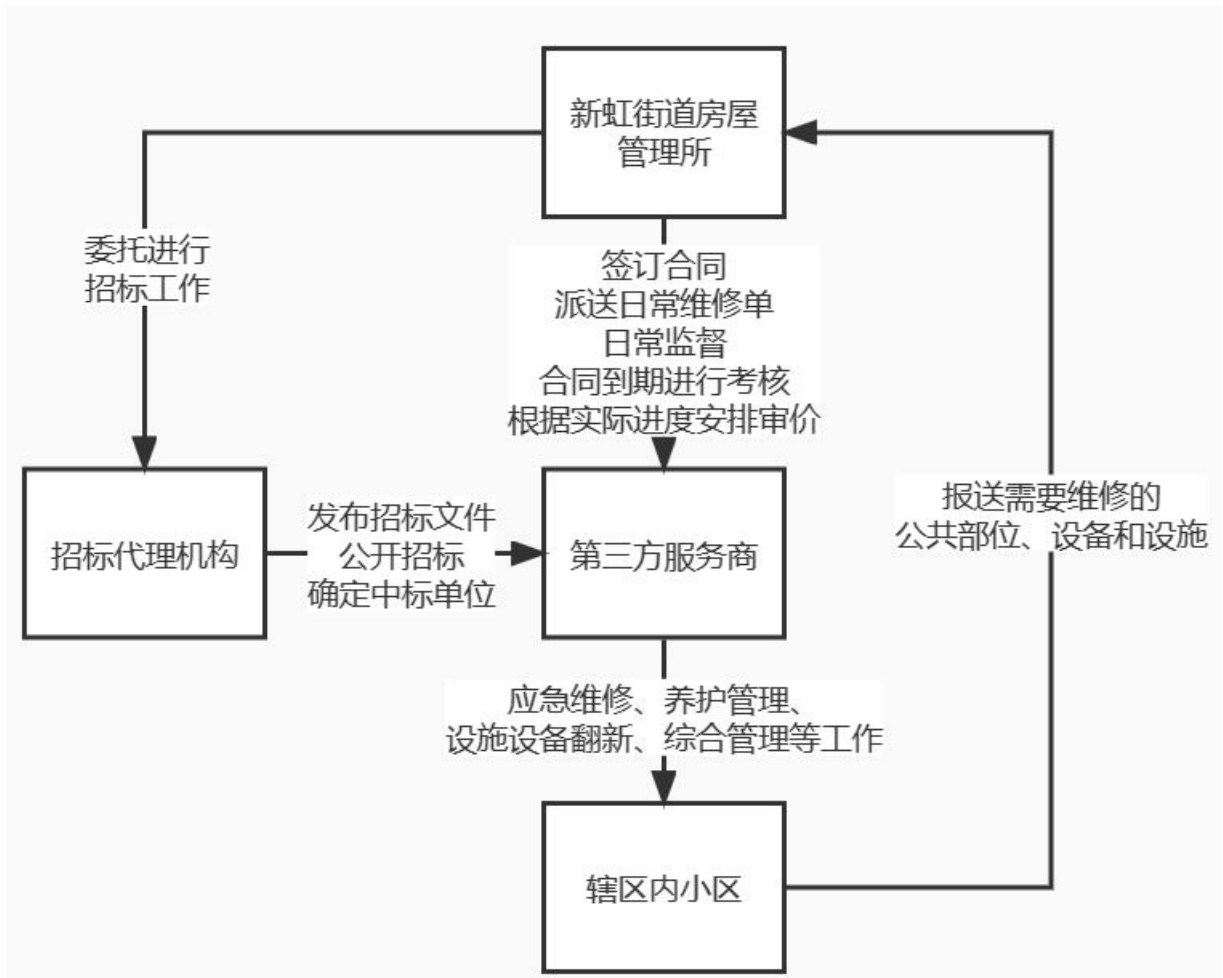 新虹街道房屋
管理所
委托进行
招标工作
签订合同
派送日常维修单
日常监督
合同到期进行考核
根据实际进度安排审价
招标代理机构
发布招标文件
公开招标
确定中标单位
第三方服务商
报送需要维修的
公共部位、设备和设施
应急维修、养护管理、
设施设备翻新、综合管理等工作
辖区内小区